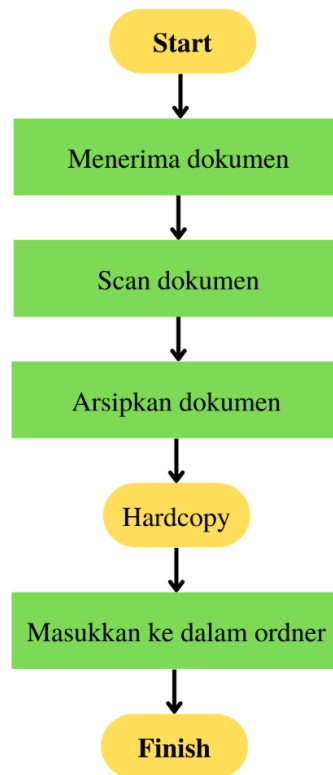 Start
Menerima dokumen
Scan dokumen
Arsipkan dokumen
Hardcopy
Masukkan ke dalam ordner
Finish